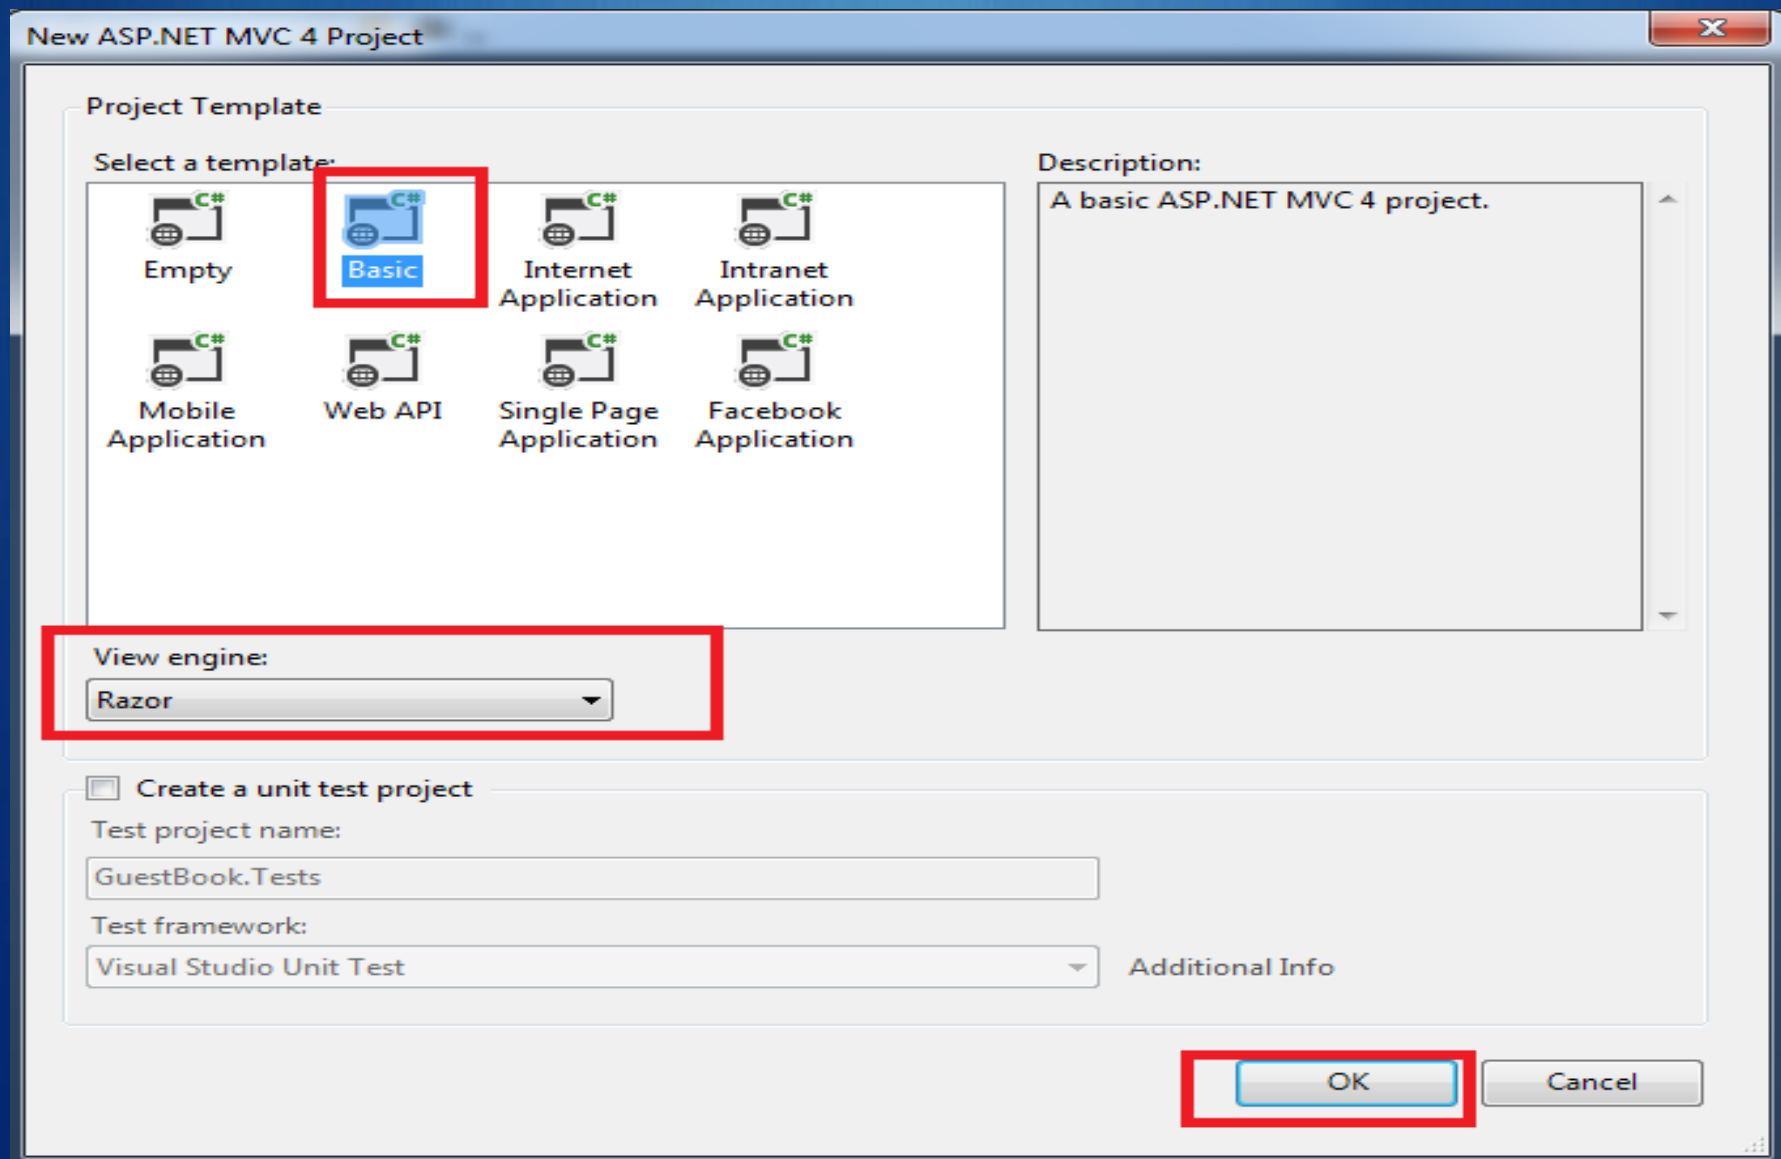 New ASP.NET MVC 4 Project
Project Template
Select a template:
Description:
C#
C#
C#
C#
A basic ASP.NET MVC 4 project.
Empty
Basic
Internet
Application
Intranet
Application
C#
C#
C#
C#
Mobile
Application
Web API
Single Page
Application
Facebook
Application
View engine:
Razor
Create a unit test project
Test project name:
GuestBook.Tests
Test framework:
Visual Studio Unit Test
Additional Info
OK
Cancel